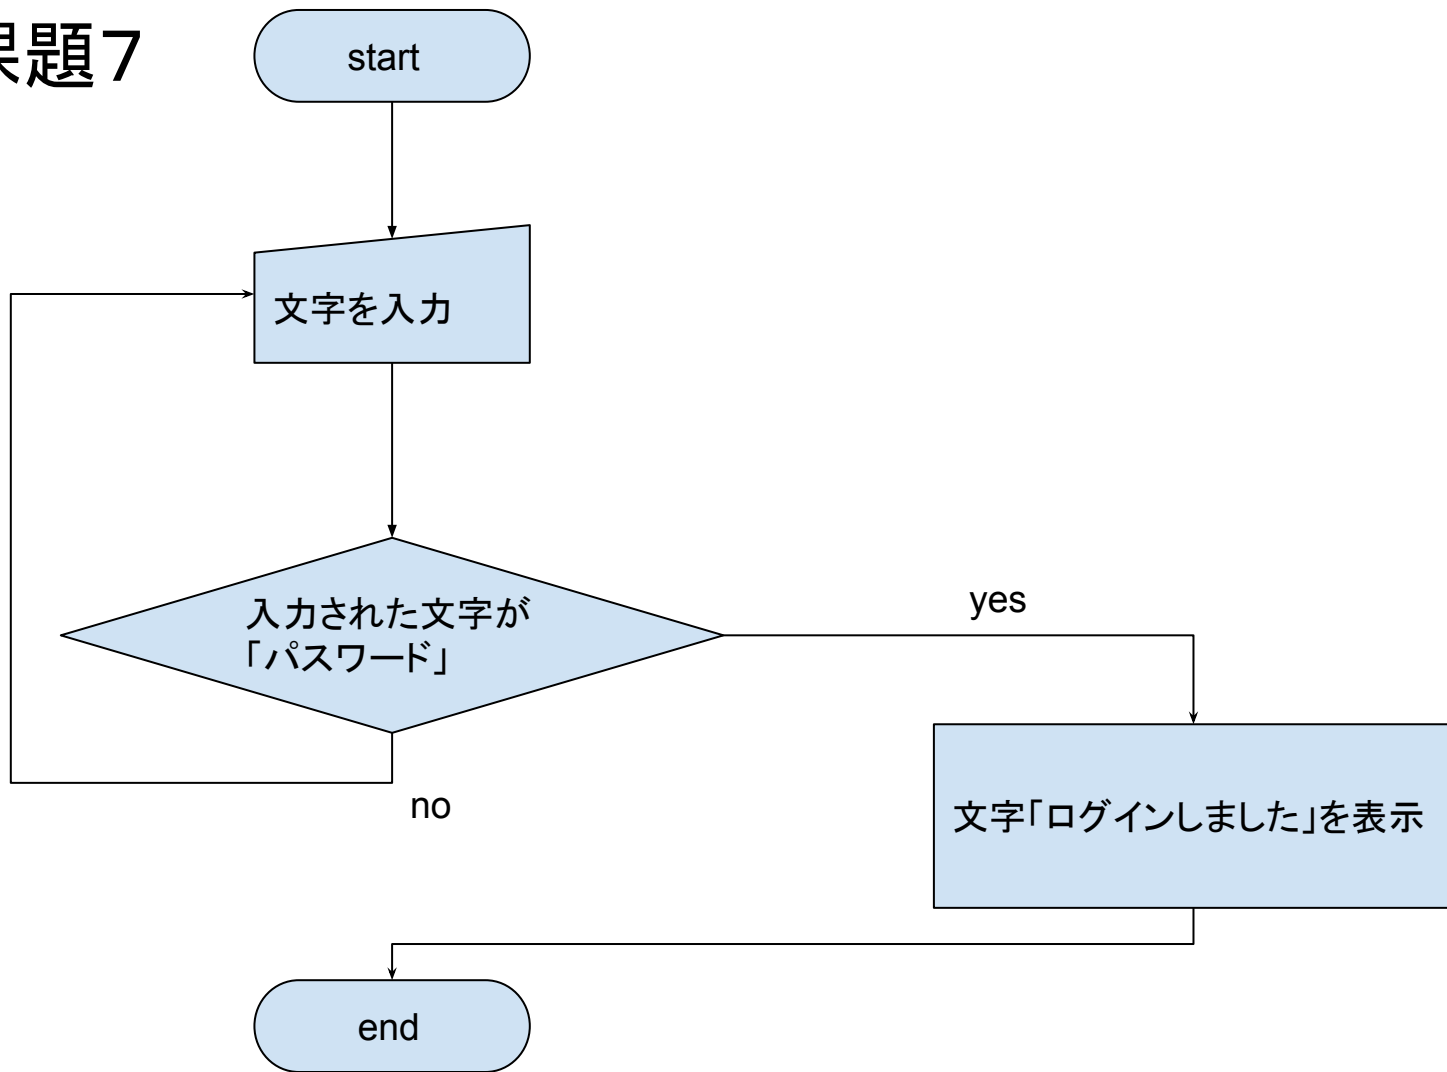 課題7
start
文字を入力
入力された文字が
「パスワード」
yes
no
文字「ログインしました」を表示
end